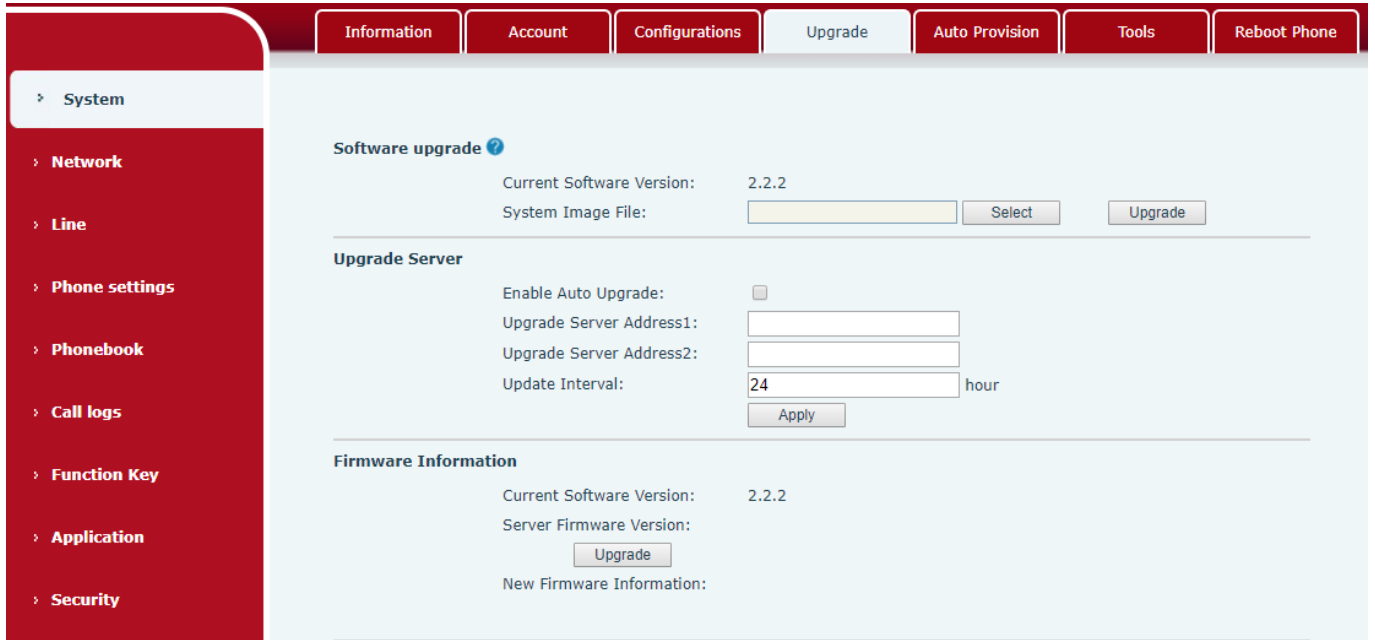 Information Account Configurations Upgrade Auto Provision Tools Reboot Phone
System
Network
Line
Phone settings
Phonebook
Call logs
Function Key
Application
Security
Software upgrade ?
Current Software Version: 2.2.2
System Image File: Select Upgrade
Upgrade Server
Enable Auto Upgrade:
Upgrade Server Address1:
Upgrade Server Address2:
Update Interval: 24 hour
Apply
Firmware Information
Current Software Version: 2.2.2
Server Firmware Version:
Upgrade
New Firmware Information: